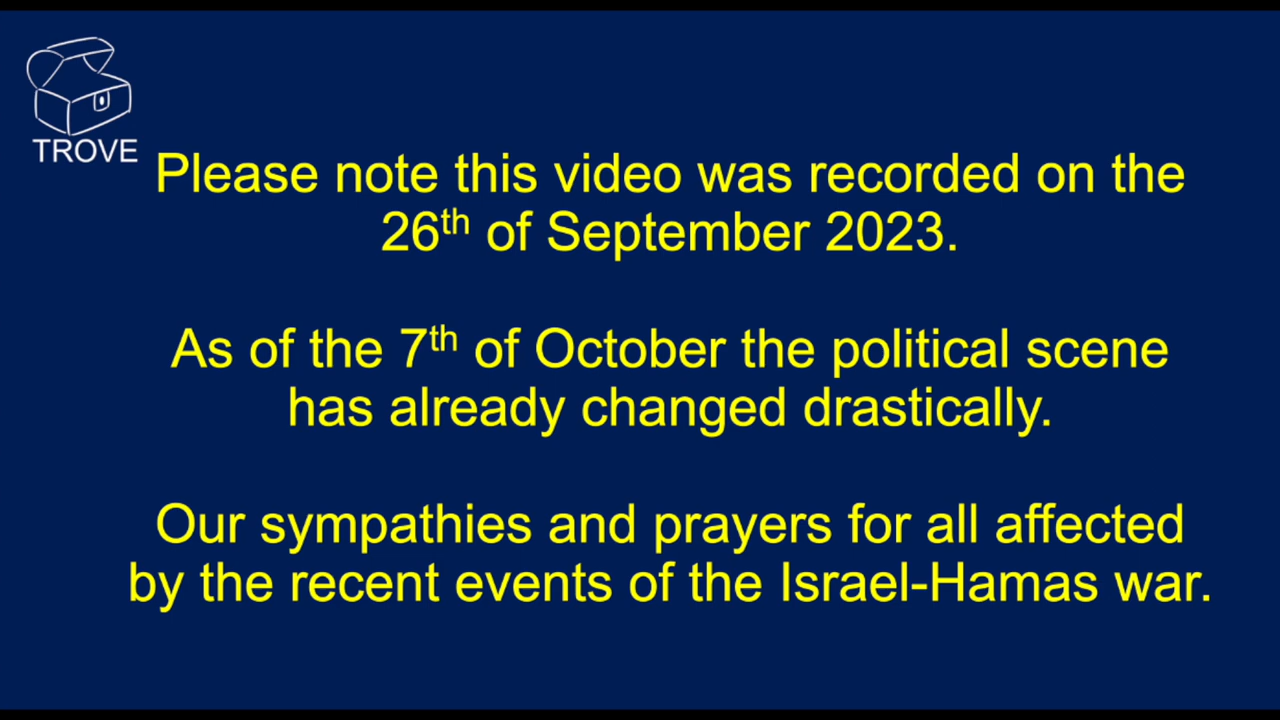 TROVE
Please note this video was recorded on the
26th of September 2023.
As of the 7th of October the political scene
has already changed drastically.
Our sympathies and prayers for all affected
by the recent events of the Israel-Hamas war.